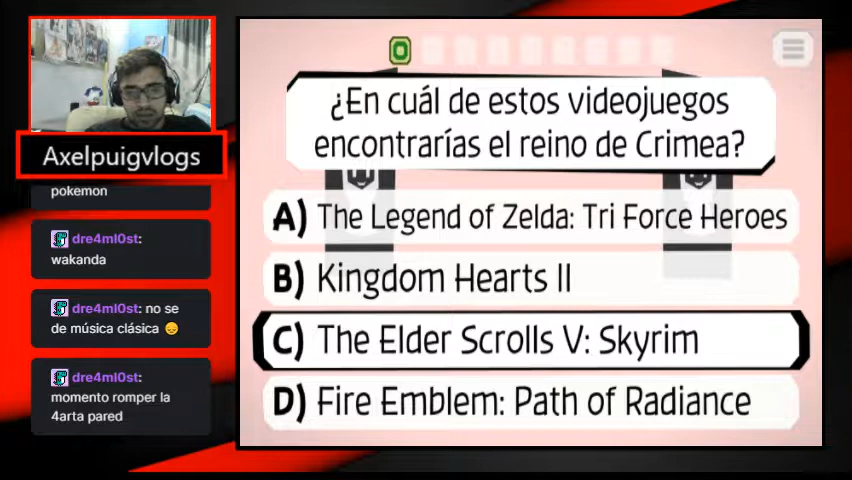 Axelpuigvlogs
pokemon
dre4ml0st:
wakanda
dre4ml0st: no se
de música clásica 😔
dre4ml0st:
momento romper la
4arta pared
¿En cuál de estos videojuegos
encontrarías el reino de Crimea?
A) The Legend of Zelda: Tri Force Heroes
B) Kingdom Hearts II
C) The Elder Scrolls V: Skyrim
D) Fire Emblem: Path of Radiance